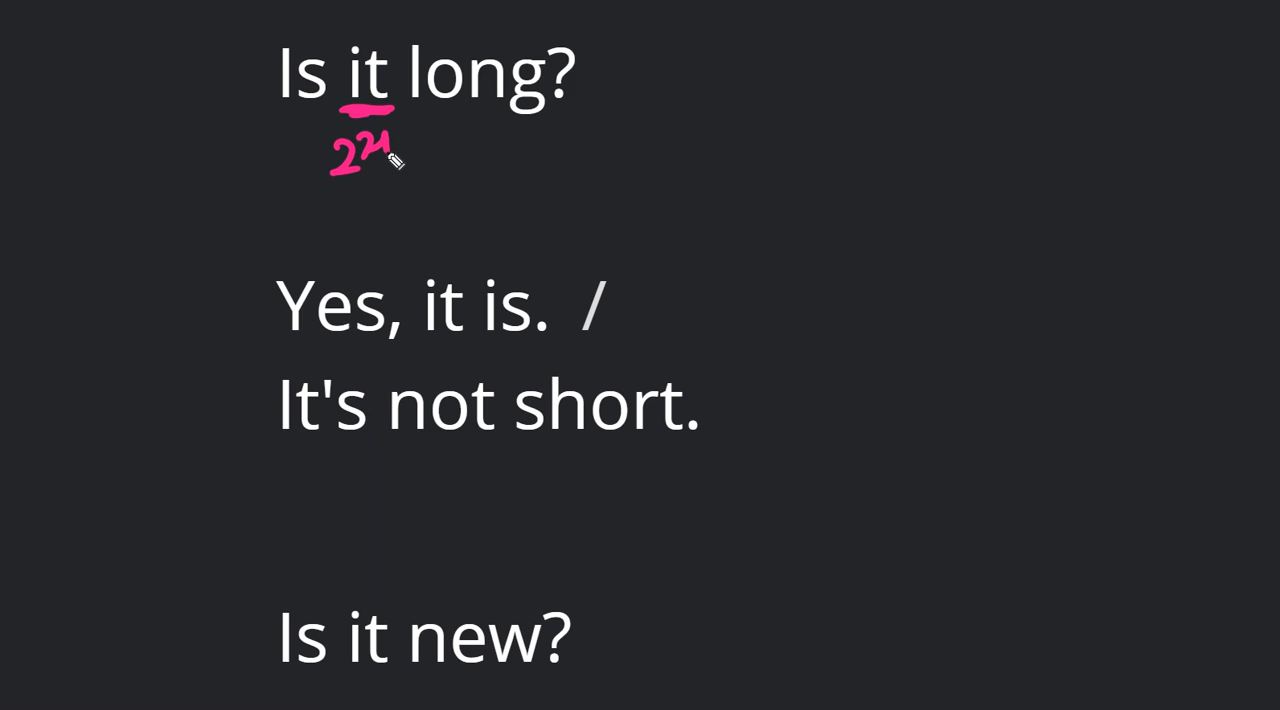 Is it long?
Yes, it is. /
It's not short.
Is it new?